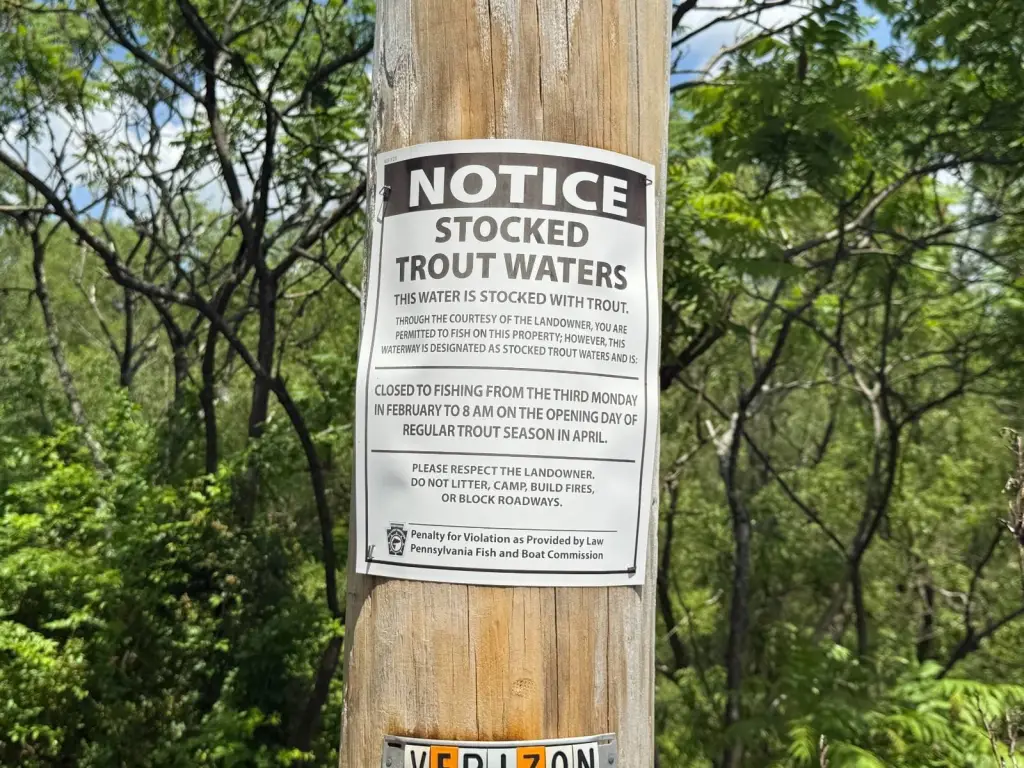 NOTICE
STOCKED
TROUT WATERS
THIS WATER IS STOCKED WITH TROUT.
THROUGH THE COURTESY OF THE LANDOWNER, YOU ARE
PERMITTED TO FISH ON THIS PROPERTY; HOWEVER, THIS
WATERWAY IS DESIGNATED AS STOCKED TROUT WATERS AND IS:
CLOSED TO FISHING FROM THE THIRD MONDAY
IN FEBRUARY TO 8 AM ON THE OPENING DAY OF
REGULAR TROUT SEASON IN APRIL.
PLEASE RESPECT THE LANDOWNER.
DO NOT LITTER, CAMP, BUILD FIRES,
OR BLOCK ROADWAYS.
Penalty for Violation as Provided by Law
Pennsylvania Fish and Boat Commission
VERIZON